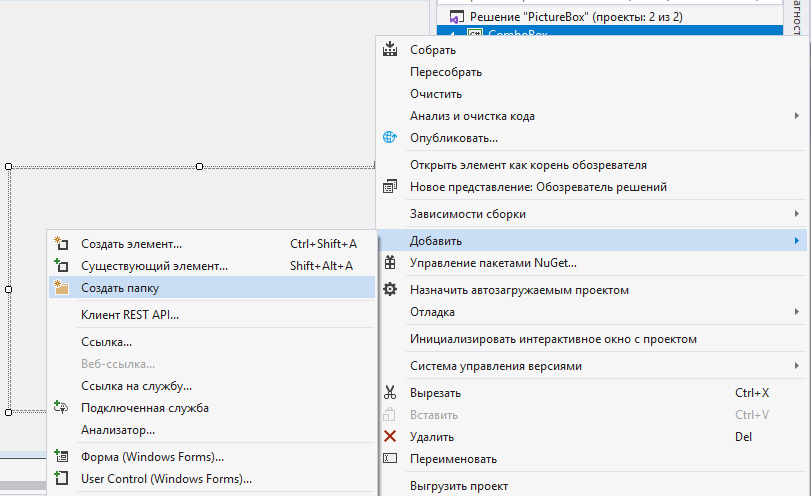 Решение "PictureBox" (проекты: 2 из 2)
ComboBox
Собрать
Пересобрать
Очистить
Анализ и очистка кода
Опубликовать...
Открыть элемент как корень обозревателя
Новое представление: Обозреватель решений
Зависимости сборки
Добавить
Управление пакетами NuGet...
Назначить автозагружаемым проектом
Отладка
Инициализировать интерактивное окно с проектом
Система управления версиями
Вырезать Ctrl+X
Вставить Ctrl+V
Удалить Del
Переименовать
Выгрузить проект
Создать элемент... Ctrl+Shift+A
Существующий элемент... Shift+Alt+A
Создать папку
Клиент REST API...
Ссылка...
Веб-ссылка...
Ссылка на службу...
Подключенная служба
Анализатор...
Форма (Windows Forms)...
User Control (Windows Forms)...